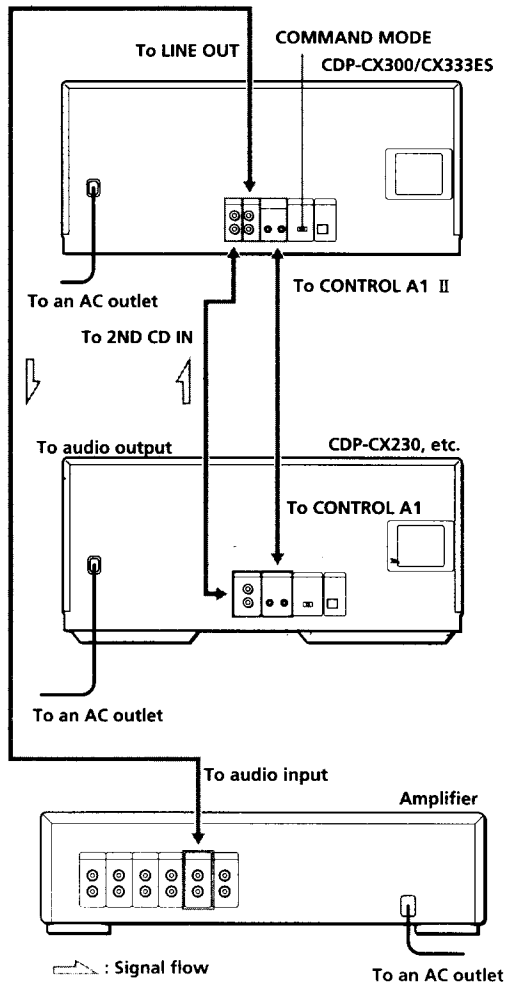 To LINE OUT
COMMAND MODE
CDP-CX300/CX333ES
To an AC outlet
To CONTROL A1 II
To 2ND CD IN
To audio output
CDP-CX230, etc.
To CONTROL A1
To an AC outlet
To audio input
Amplifier
: Signal flow
To an AC outlet